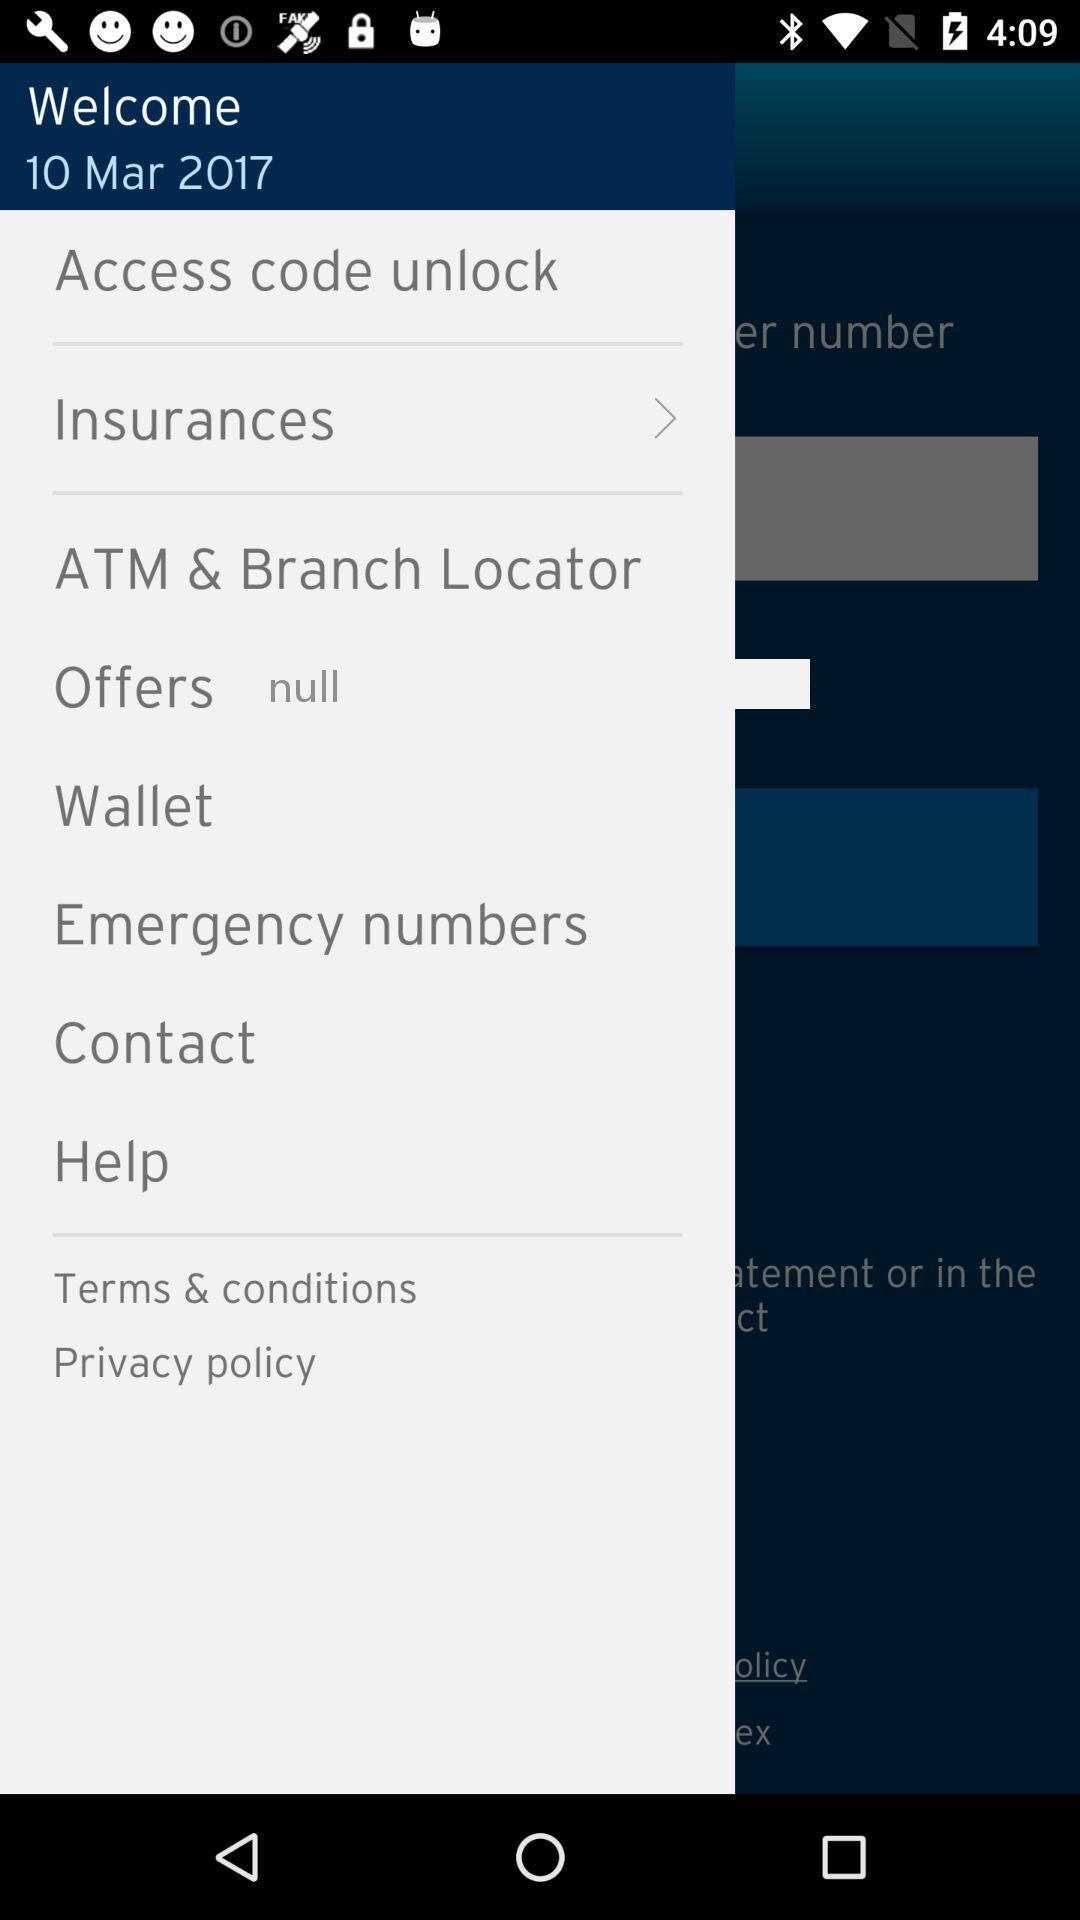 FAKE
4:09
Welcome
10 Mar 2017
Access code unlock
er number
Insurances
ATM & Branch Locator
Offers null
Wallet
Emergency numbers
Contact
Help
atement or in the
ct
Terms & conditions
Privacy policy
olicy
ex